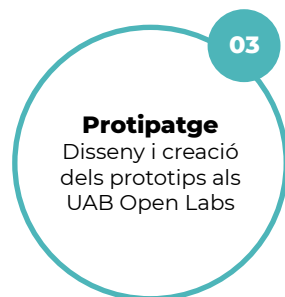 03
Protipatge
Disseny i creació
dels prototips als
UAB Open Labs